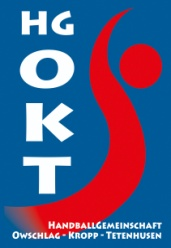 HG
O
K
T
HANDBALLGEMEINSCHAFT
OWSCHLAG - KROPP - TETENHUSEN